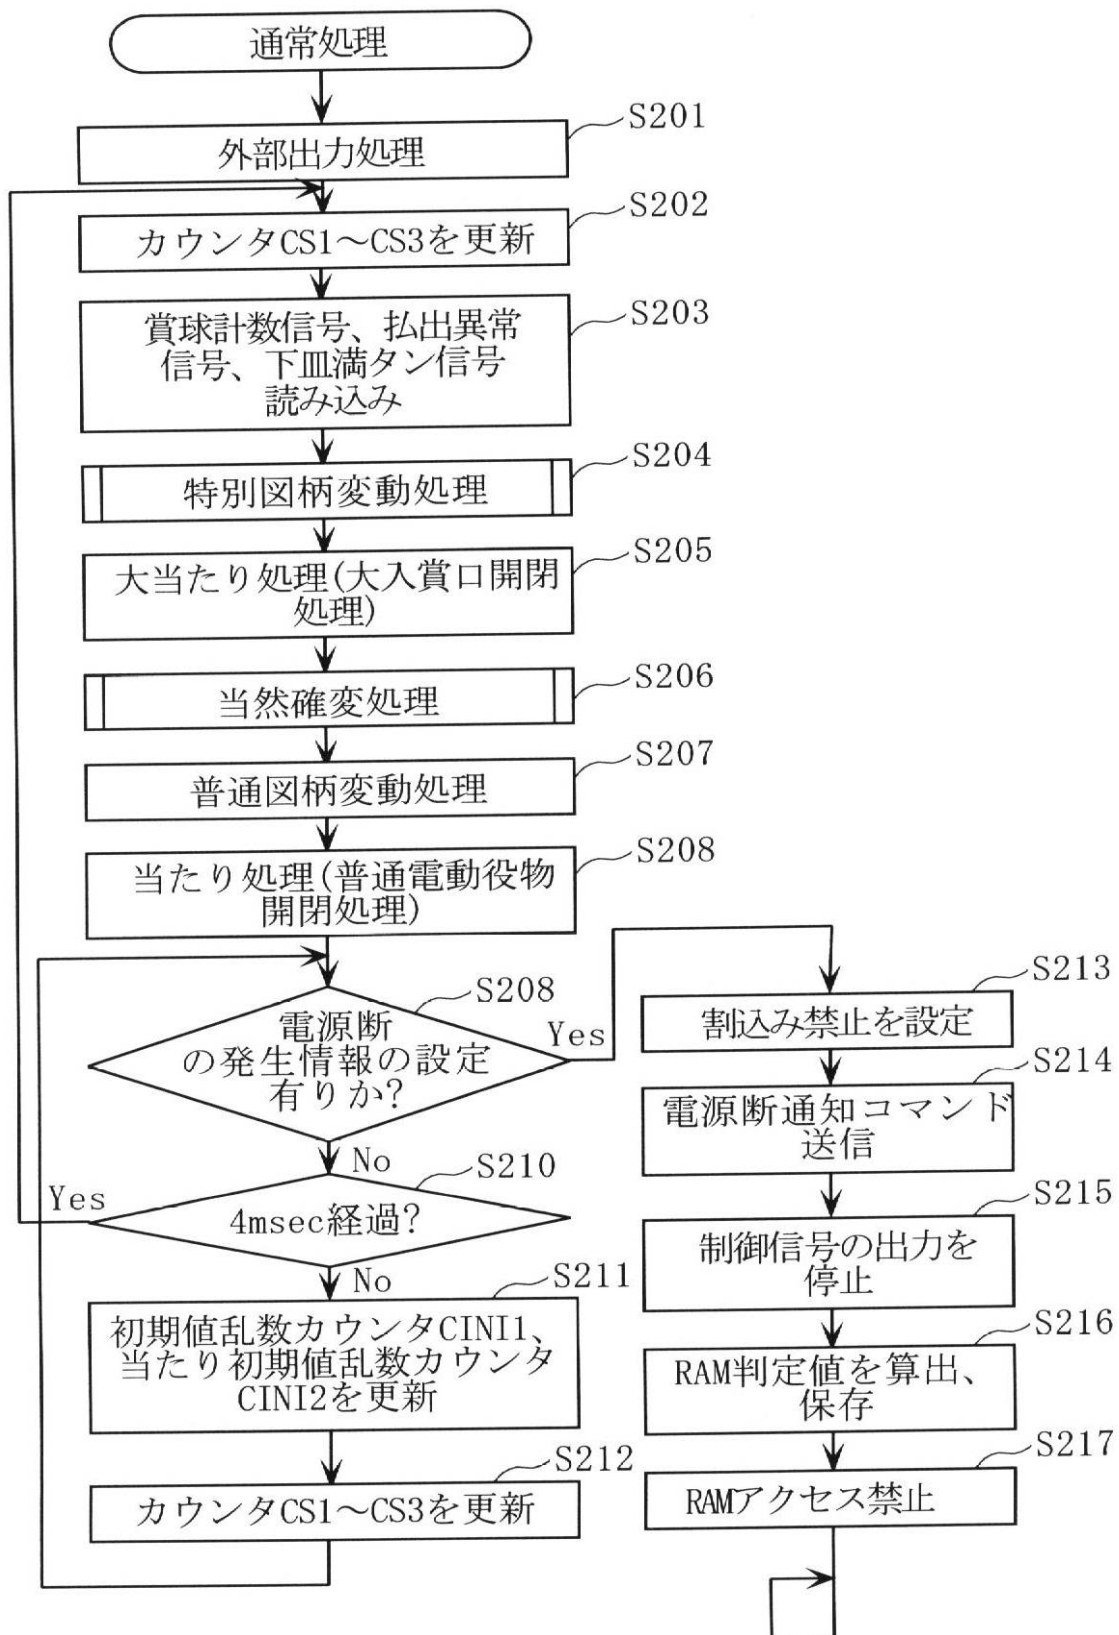 通常処理
外部出力処理
S201
カウンタCS1～CS3を更新
S202
賞球計数信号、払出異常
信号、下皿満タン信号
読み込み
S203
特別図柄変動処理
S204
大当たり処理(大入賞口開閉
処理)
S205
当然確変処理
S206
普通図柄変動処理
S207
当たり処理(普通電動役物
開閉処理)
S208
電源断
の発生情報の設定
有りか?
S208
Yes
No
4msec経過?
S210
Yes
No
初期値乱数カウンタCINI1、
当たり初期値乱数カウンタ
CINI2を更新
S211
カウンタCS1～CS3を更新
S212
割込み禁止を設定
S213
電源断通知コマンド
送信
S214
制御信号の出力を
停止
S215
RAM判定値を算出、
保存
S216
RAMアクセス禁止
S217